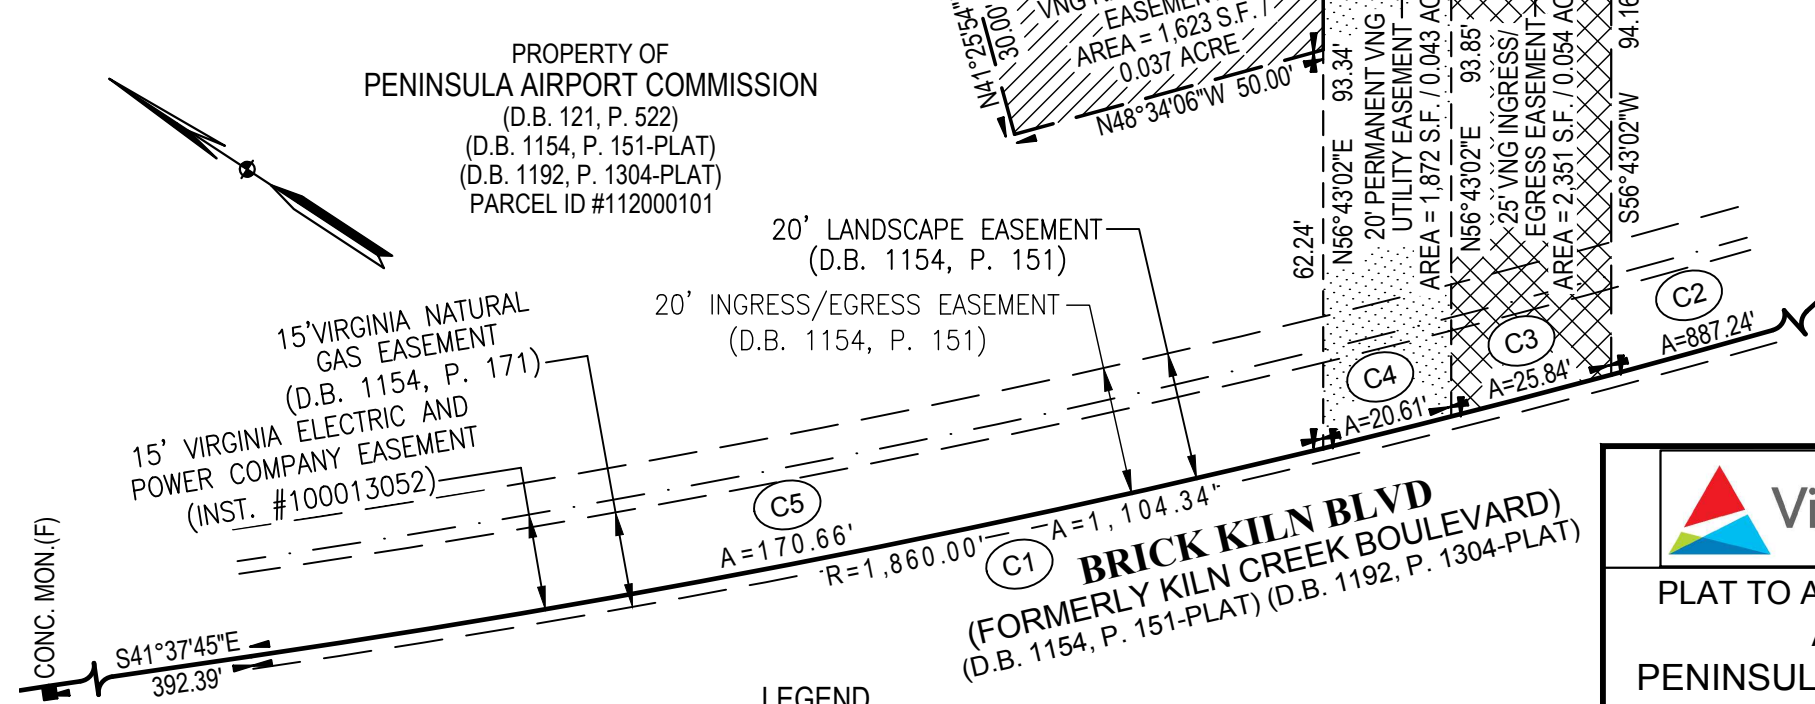 PROPERTY OF
PENINSULA AIRPORT COMMISSION
(D.B. 121, P. 522)
(D.B. 1154, P. 151-PLAT)
(D.B. 1192, P. 1304-PLAT)
PARCEL ID #112000101
N41°25'54"
30.00'
VNG
EASEMEN
AREA = 1,623 S.F. /
0.037 ACRE
N48°34'06"W 50.00'
62.24'
N56°43'02"E 93.34'
20' PERMANENT VNG
UTILITY EASEMENT
AREA = 1,872 S.F. / 0.043 AC
N56°43'02"E 93.85'
25' VNG INGRESS/
EGRESS EASEMENT
AREA = 2,351 S.F. / 0.054 AC
S56°43'02"W 94.16
20' LANDSCAPE EASEMENT
(D.B. 1154, P. 151)
20' INGRESS/EGRESS EASEMENT
(D.B. 1154, P. 151)
15'VIRGINIA NATURAL
GAS EASEMENT
(D.B. 1154, P. 171)
15' VIRGINIA ELECTRIC AND
POWER COMPANY EASEMENT
(INST. #100013052)
C2
A=887.24'
C3
A=25.84'
C4
A=20.61'
C5
A=170.66'
R=1,860.00'
C1
A=1,104.34'
BRICK KILN BLVD
(FORMERLY KILN CREEK BOULEVARD)
(D.B. 1154, P. 151-PLAT) (D.B. 1192, P. 1304-PLAT)
CONC. MON.(F)
S41°37'45"E
392.39'
LEGEND
Vi
PLAT TO A
PENINSUL